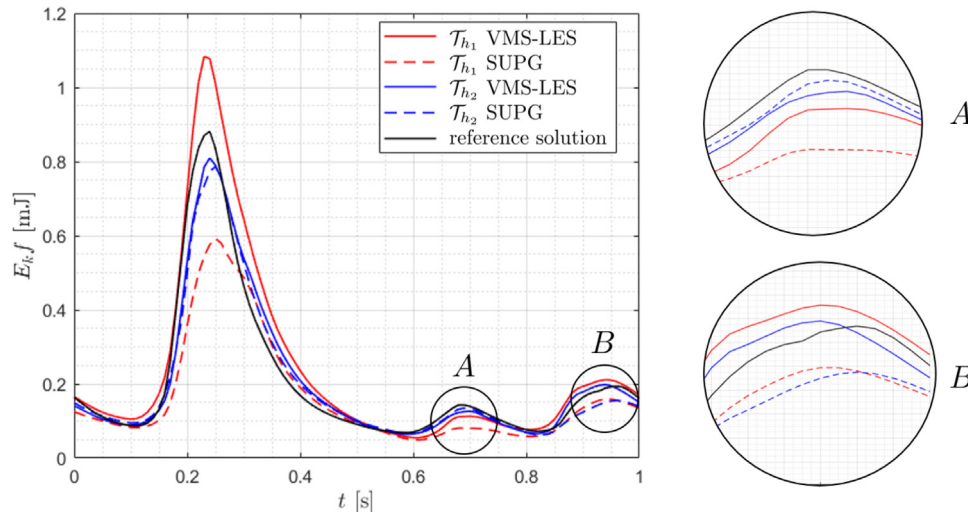 1.2
1
0.8
0.6
0.4
0.2
0
E_k f [mJ]
0
0.2
0.4
0.6
0.8
1
t [s]
𝒯_{h_1} VMS-LES
𝒯_{h_1} SUPG
𝒯_{h_2} VMS-LES
𝒯_{h_2} SUPG
reference solution
A
B
A
B